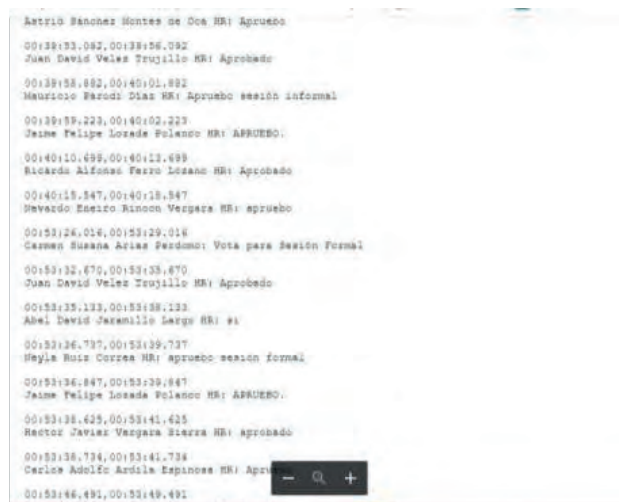 Astrid Sanchez Montes de Oca HR: Apruebo
00:39:53.082,00:39:56.082
Juan David Velez Trujillo HR: Aprobado
00:39:58.882,00:40:01.882
Mauricio Parodi Diaz HR: Apruebo sesión informal
00:39:59.223,00:40:02.223
Jaime Felipe Lozada Polanco HR: APRUEBO.
00:40:10.699,00:40:13.699
Ricardo Alfonso Ferro Lozano HR: Aprobado
00:40:15.547,00:40:18.547
Nevardo Eneiro Rincon Vergara HR: apruebo
00:53:26.016,00:53:29.016
Carmen Susana Arias Perdomo: Vota para Sesión Formal
00:53:32.670,00:53:35.670
Juan David Velez Trujillo HR: Aprobado
00:53:35.133,00:53:38.133
Abel David Jaramillo Largo HR: si
00:53:36.737,00:53:39.737
Neyla Ruiz Correa HR: apruebo sesion formal
00:53:36.847,00:53:39.847
Jaime Felipe Losada Polanco HR: APRUEBO.
00:53:38.625,00:53:41.625
Hector Javier Vergara Sierra HR: aprobado
00:53:38.734,00:53:41.734
Carlos Adolfo Ardila Espinosa HR:
00:53:46.491,00:53:49.491